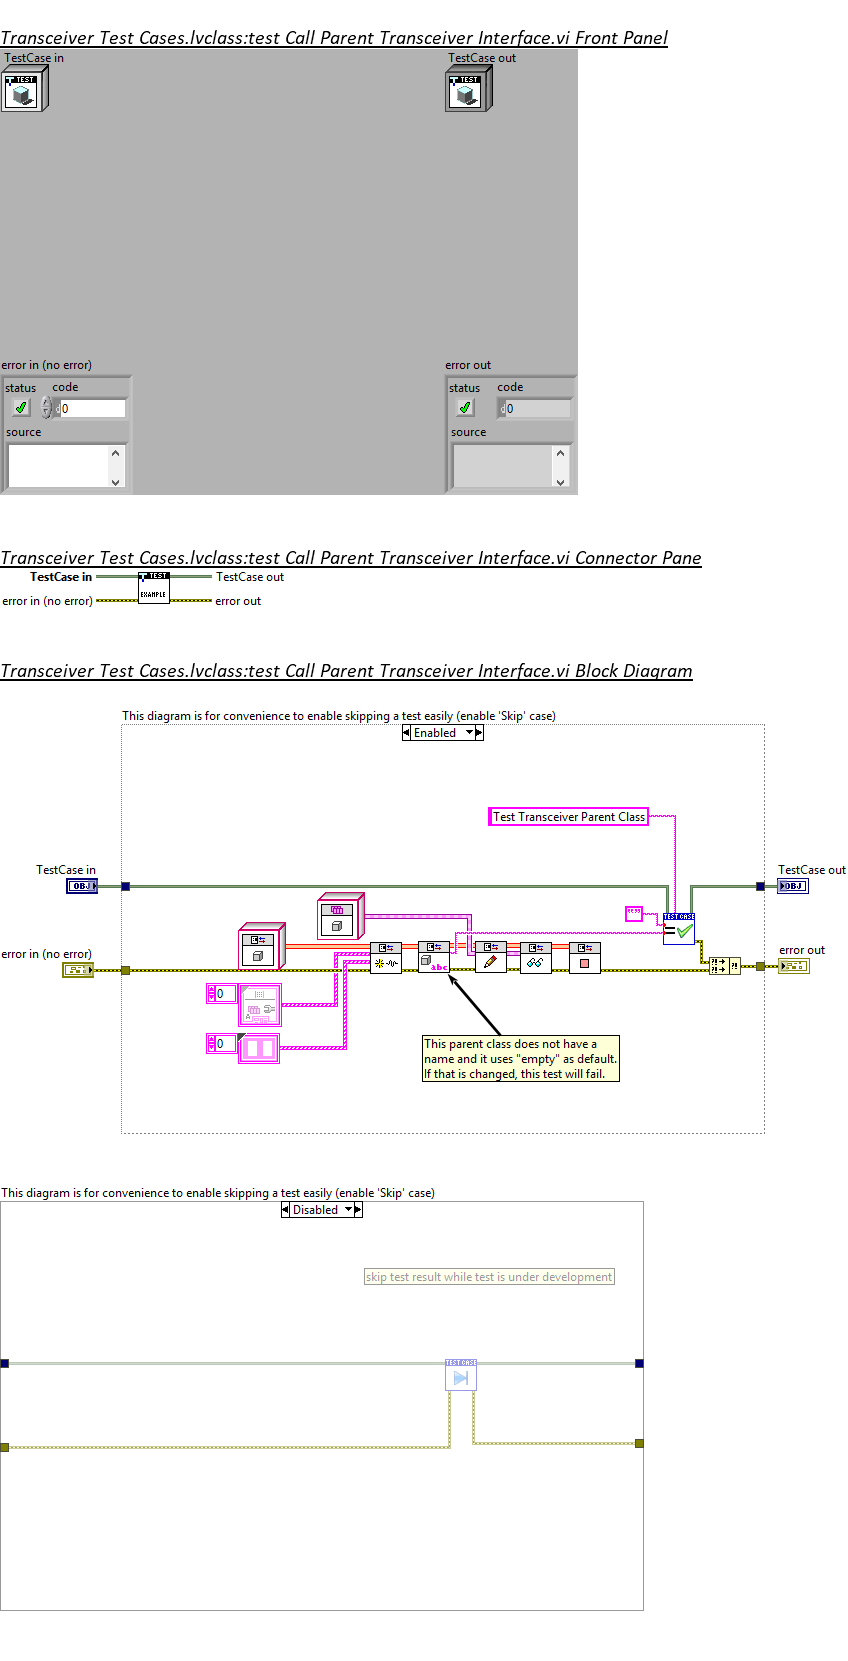 Transceiver Test Cases.lvclass:test Call Parent Transceiver Interface.vi Front Panel
TestCase in
TestCase out
TEST
TEST
error in (no error)
error out
status
code
status
code
d 0
d 0
source
source
Transceiver Test Cases.lvclass:test Call Parent Transceiver Interface.vi Connector Pane
TestCase in
TEST
TestCase out
error in (no error)
EXAMPLE
error out
Transceiver Test Cases.lvclass:test Call Parent Transceiver Interface.vi Block Diagram
This diagram is for convenience to enable skipping a test easily (enable 'Skip' case)
Enabled
Test Transceiver Parent Class
TestCase in
TestCase out
OBJ
OBJ
""
TEST CASE
=
error in (no error)
error out
abc
?!
?!
?!
0
A
0
This parent class does not have a
name and it uses "empty" as default.
If that is changed, this test will fail.
This diagram is for convenience to enable skipping a test easily (enable 'Skip' case)
Disabled
skip test result while test is under development
TEST CASE